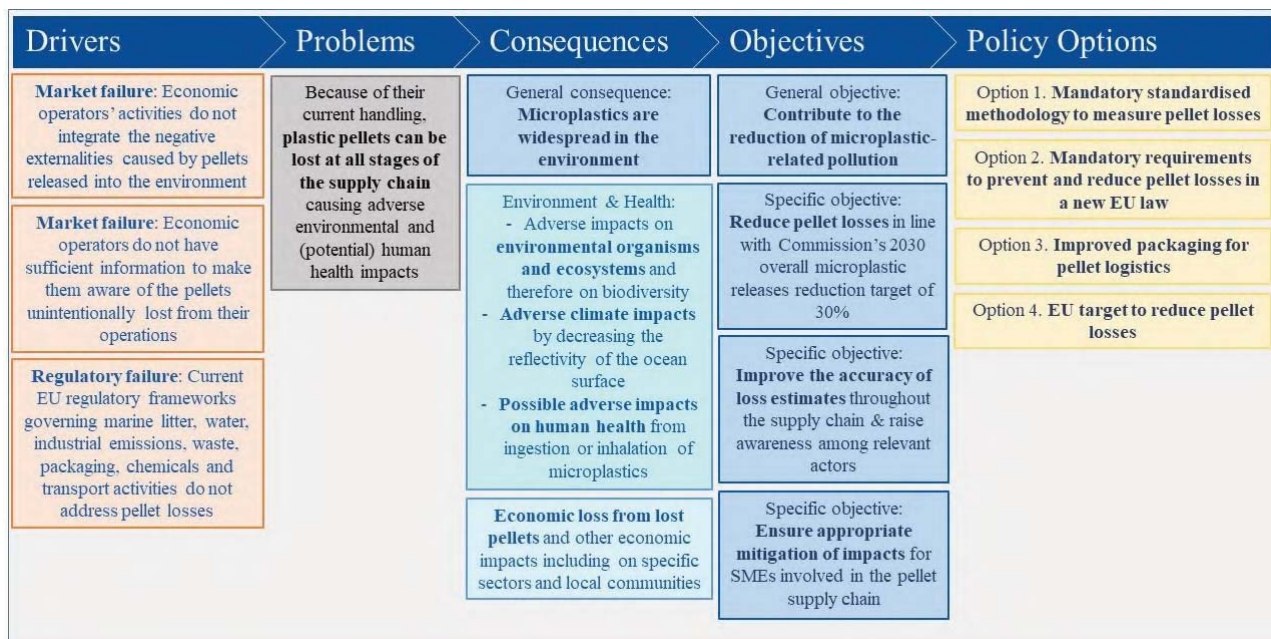 Drivers
Problems
Consequences
Objectives
Policy Options
Market failure: Economic
operators' activities do not
integrate the negative
externalities caused by pellets
released into the environment
Market failure: Economic
operators do not have
sufficient information to make
them aware of the pellets
unintentionally lost from their
operations
Regulatory failure: Current
EU regulatory frameworks
governing marine litter, water,
industrial emissions, waste,
packaging, chemicals and
transport activities do not
address pellet losses
Because of their
current handling,
plastic pellets can be
lost at all stages of
the supply chain
causing adverse
environmental and
(potential) human
health impacts
General consequence:
Microplastics are
widespread in the
environment
Environment & Health:
- Adverse impacts on
environmental organisms
and ecosystems and
therefore on biodiversity
- Adverse climate impacts
by decreasing the
reflectivity of the ocean
surface
- Possible adverse impacts
on human health from
ingestion or inhalation of
microplastics
Economic loss from lost
pellets and other economic
impacts including on specific
sectors and local communities
General objective:
Contribute to the
reduction of microplastic-
related pollution
Specific objective:
Reduce pellet losses in line
with Commission's 2030
overall microplastic
releases reduction target of
30%
Specific objective:
Improve the accuracy of
loss estimates throughout
the supply chain & raise
awareness among relevant
actors
Specific objective:
Ensure appropriate
mitigation of impacts for
SMEs involved in the pellet
supply chain
Option 1. Mandatory standardised
methodology to measure pellet losses
Option 2. Mandatory requirements
to prevent and reduce pellet losses in
a new EU law
Option 3. Improved packaging for
pellet logistics
Option 4. EU target to reduce pellet
losses